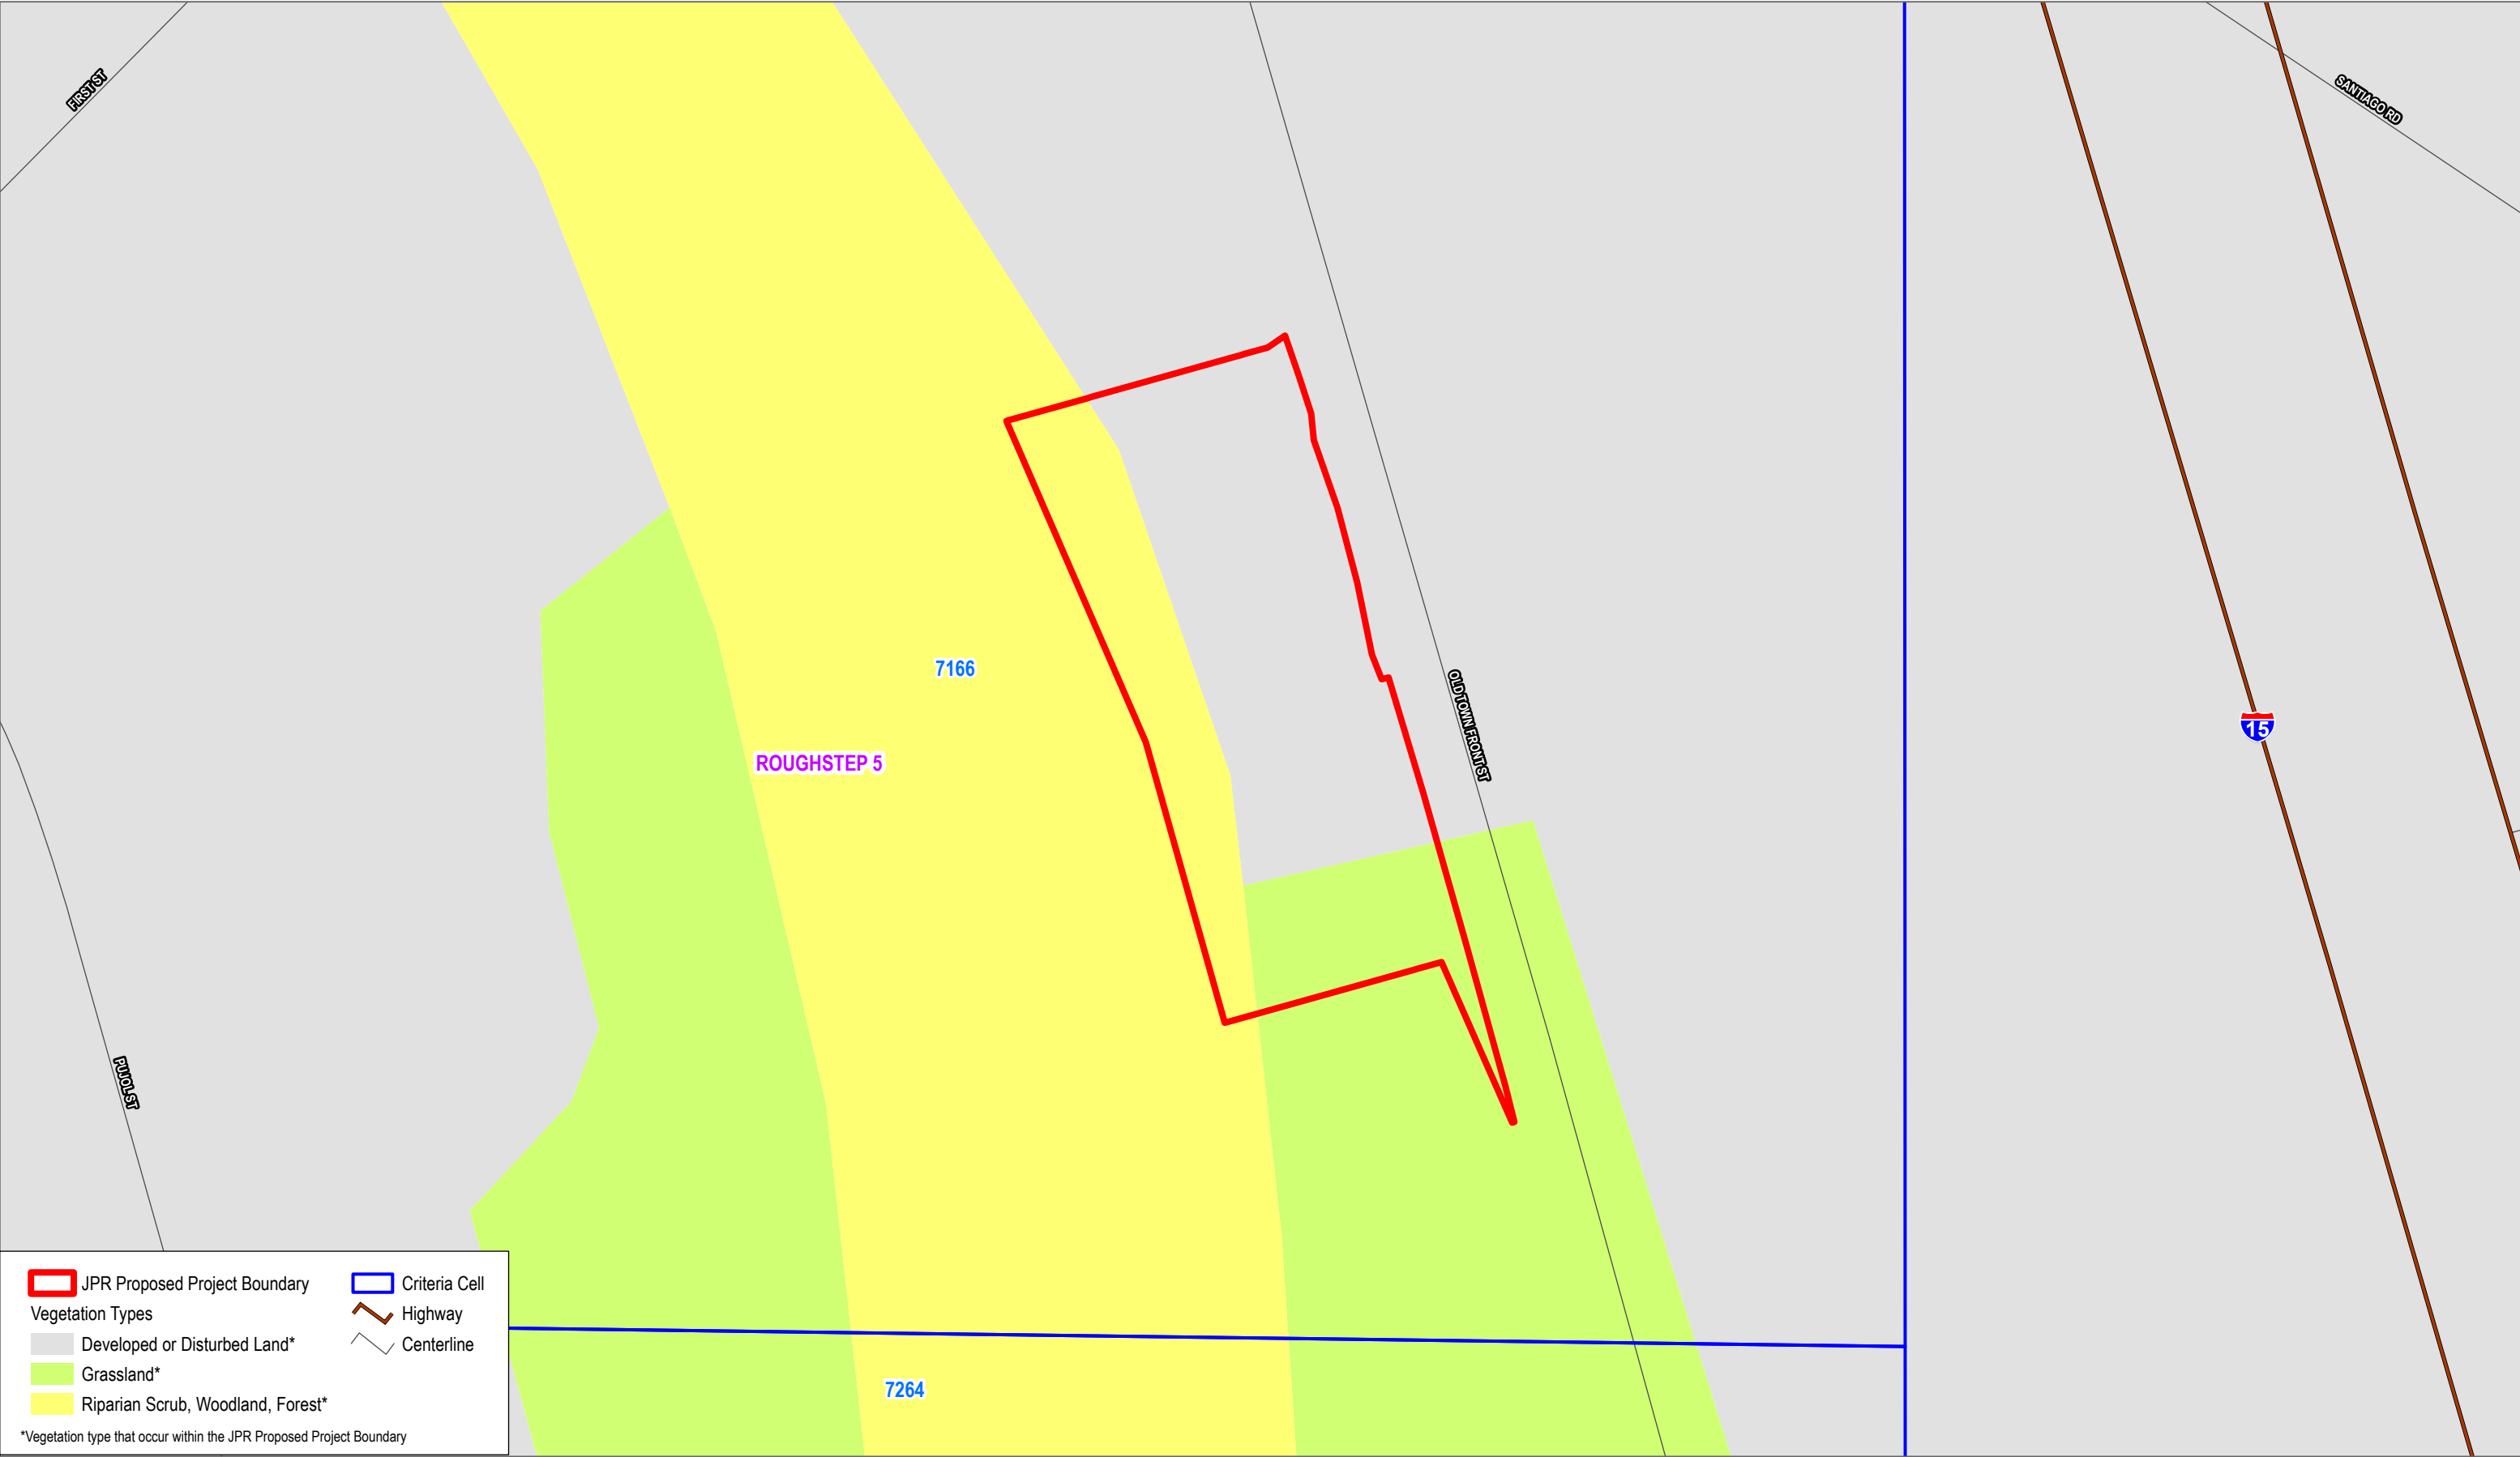 FIRST ST
SANTIAGO RD
7166
OLD TOWN FRONT ST
15
ROUGHSTEP 5
PUJOL ST
JPR Proposed Project Boundary
Criteria Cell
Vegetation Types
Highway
Developed or Disturbed Land*
Centerline
Grassland*
Riparian Scrub, Woodland, Forest*
*Vegetation type that occur within the JPR Proposed Project Boundary
7264